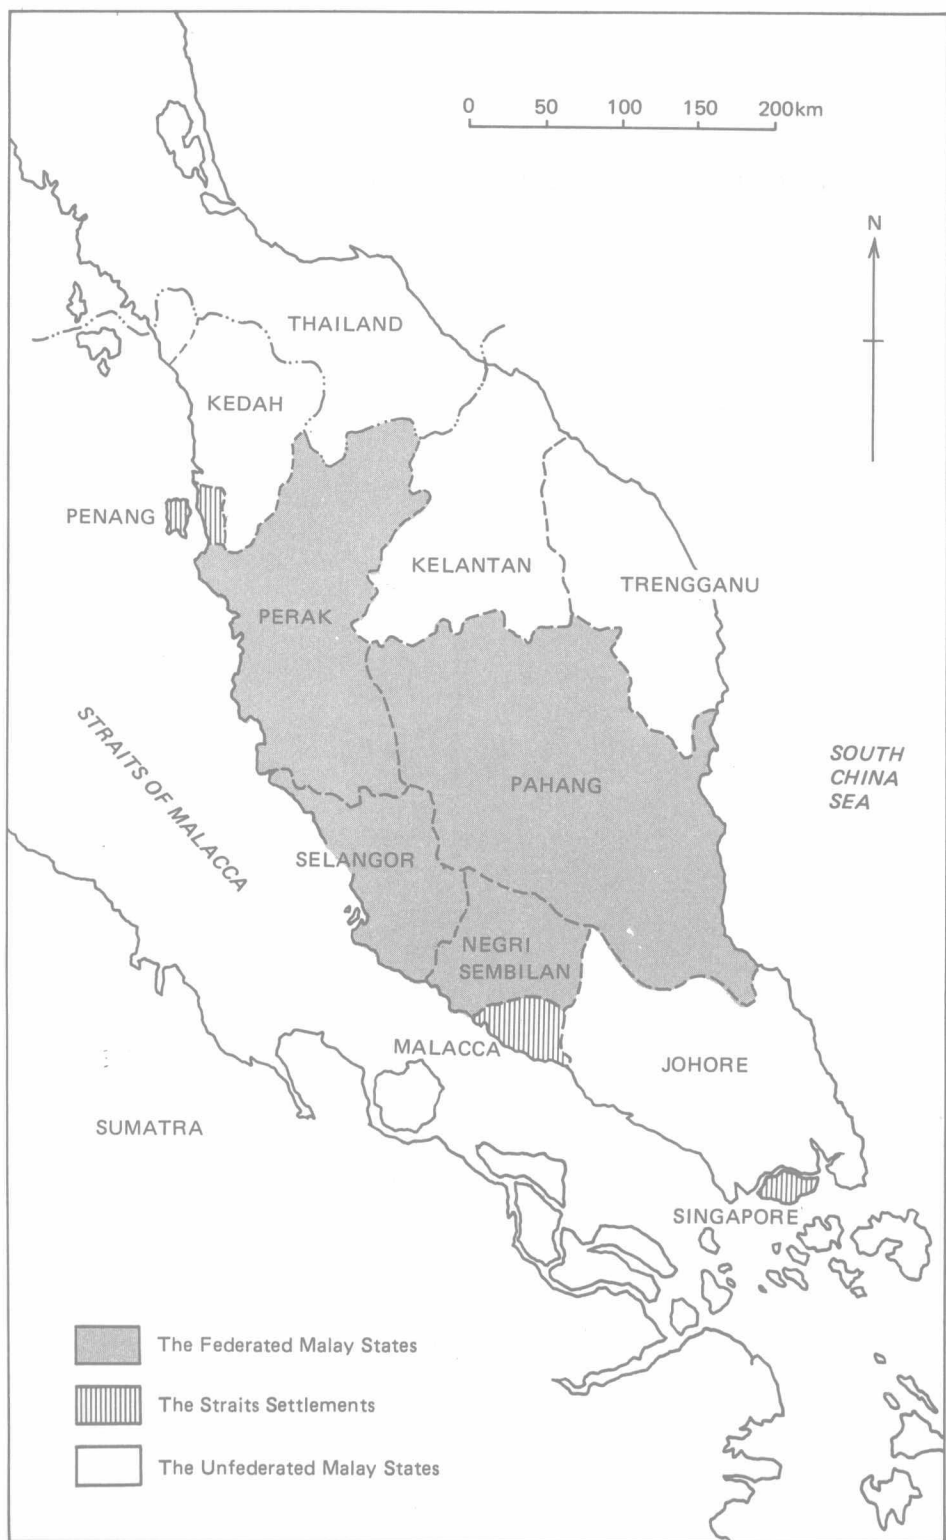 0 50 100 150 200km
N
THAILAND
KEDAH
PENANG
KELANTAN
TRENGGANU
PERAK
STRAITS OF MALACCA
SOUTH
CHINA
SEA
PAHANG
SELANGOR
NEGRI
SEMBILAN
MALACCA
JOHORE
SUMATRA
SINGAPORE
The Federated Malay States
The Straits Settlements
The Unfederated Malay States